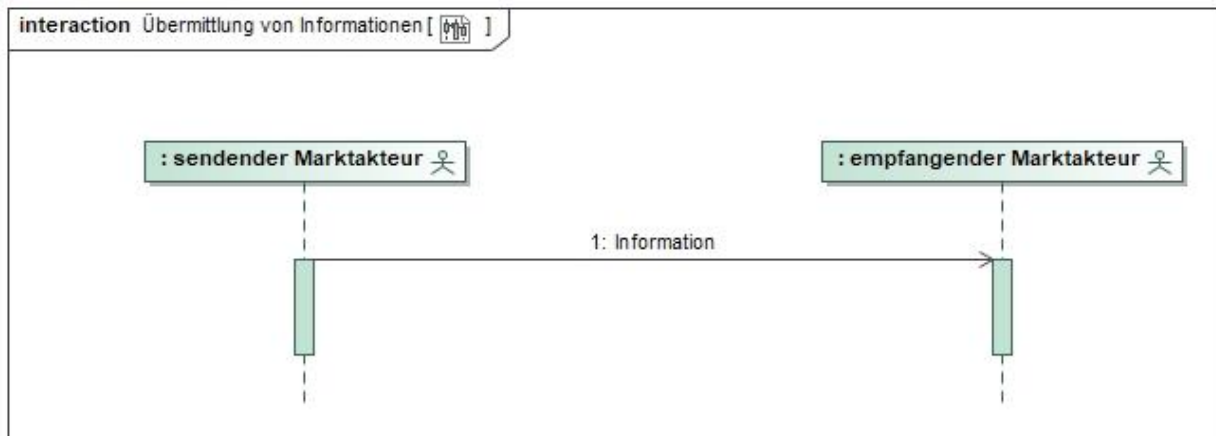 interaction Übermittlung von Informationen [ ]
: sendender Marktakteur
: empfangender Marktakteur
1: Information